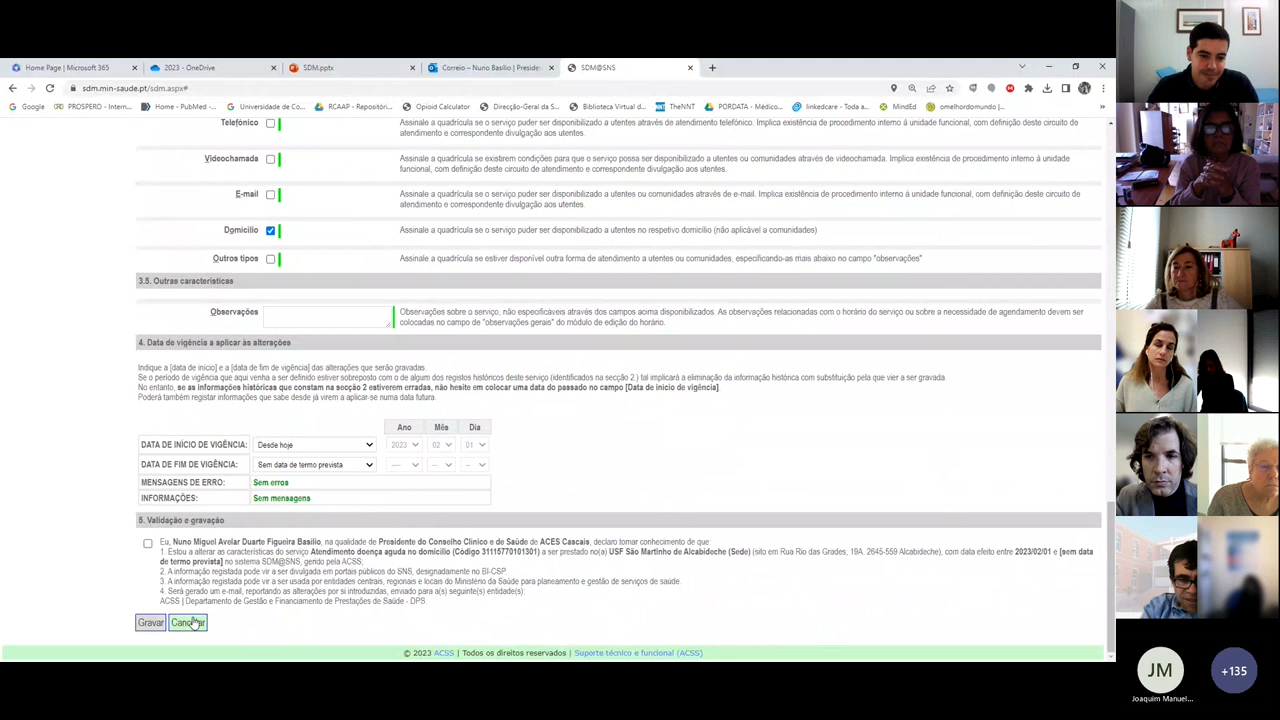 Home Page | Microsoft 365
2023 - OneDrive
SDM.pptx
Correio – Nuno Basílio | Preside
SDM@SNS
sdm.min-saude.pt/sdm.aspx#
Google
PROSPERO - Intern...
Home - PubMed -...
Universidade de Co...
RCAAP - Repositóri...
Opioid Calculator
Direcção-Geral da S...
Biblioteca Virtual d...
TheNNT
PORDATA - Médico...
linkedcare - Toda a...
MindEd
omelhordomundo |...
Telefónico
Assinale a quadrícula se o serviço puder ser disponibilizado a utentes através de atendimento telefónico. Implica existência de procedimento interno à unidade funcional, com definição deste circuito de
atendimento e correspondente divulgação aos utentes.
Videochamada
Assinale a quadrícula se existirem condições para que o serviço possa ser disponibilizado a utentes ou comunidades através de videochamada. Implica existência de procedimento interno à unidade
funcional, com definição deste circuito de atendimento e correspondente divulgação aos utentes.
E-mail
Assinale a quadrícula se o serviço puder ser disponibilizado a utentes ou comunidades através de e-mail. Implica existência de procedimento interno à unidade funcional, com definição deste circuito de
atendimento e correspondente divulgação aos utentes.
Domicílio
Assinale a quadrícula se o serviço puder ser disponibilizado a utentes no respetivo domicílio (não aplicável a comunidades)
Outros tipos
Assinale a quadrícula se estiver disponível outra forma de atendimento a utentes ou comunidades, especificando-as mais abaixo no campo "observações"
3.5. Outras características
Observações
Observações sobre o serviço, não especificáveis através dos campos acima disponibilizados. As observações relacionadas com o horário do serviço ou sobre a necessidade de agendamento devem ser
colocadas no campo de "observações gerais" do módulo de edição do horário.
4. Data de vigência a aplicar às alterações
Indique a [data de início] e a [data de fim de vigência] das alterações que serão gravadas.
Se o período de vigência que aqui venha a ser definido estiver sobreposto com o de algum dos registos históricos deste serviço (identificados na secção 2.) tal implicará a eliminação da informação histórica com substituição pela que vier a ser gravada.
No entanto, se as informações históricas que constam na secção 2 estiverem erradas, não hesite em colocar uma data do passado no campo [Data de início de vigência].
Poderá também registar informações que sabe desde já virem a aplicar-se numa data futura.
Ano Mês Dia
DATA DE INÍCIO DE VIGÊNCIA: Desde hoje 2023 02 01
DATA DE FIM DE VIGÊNCIA: Sem data de termo prevista ---- -- --
MENSAGENS DE ERRO: Sem erros
INFORMAÇÕES: Sem mensagens
5. Validação e gravação
Eu, Nuno Miguel Avelar Duarte Figueira Basílio, na qualidade de Presidente do Conselho Clínico e de Saúde de ACES Cascais, declaro tomar conhecimento de que:
1. Estou a alterar as características do serviço Atendimento doença aguda no domicílio (Código 31115770101301) a ser prestado no(a) USF São Martinho de Alcabideche (Sede) (sito em Rua Rio das Grades, 19A. 2645-559 Alcabideche), com data efeito entre 2023/02/01 e [sem
data de termo prevista] no sistema SDM@SNS, gerido pela ACSS;
2. A informação registada pode vir a ser divulgada em portais públicos do SNS, designadamente no BI-CSP.
3. A informação registada pode vir a ser usada por entidades centrais, regionais e locais do Ministério da Saúde para planeamento e gestão de serviços de saúde.
4. Será gerado um e-mail, reportando as alterações por si introduzidas, enviado para a(s) seguinte(s) entidade(s):
ACSS | Departamento de Gestão e Financiamento de Prestações de Saúde - DPS.
Gravar Cancelar
© 2023 ACSS | Todos os direitos reservados | Suporte técnico e funcional (ACSS)
JM
Joaquim Manuel...
+135